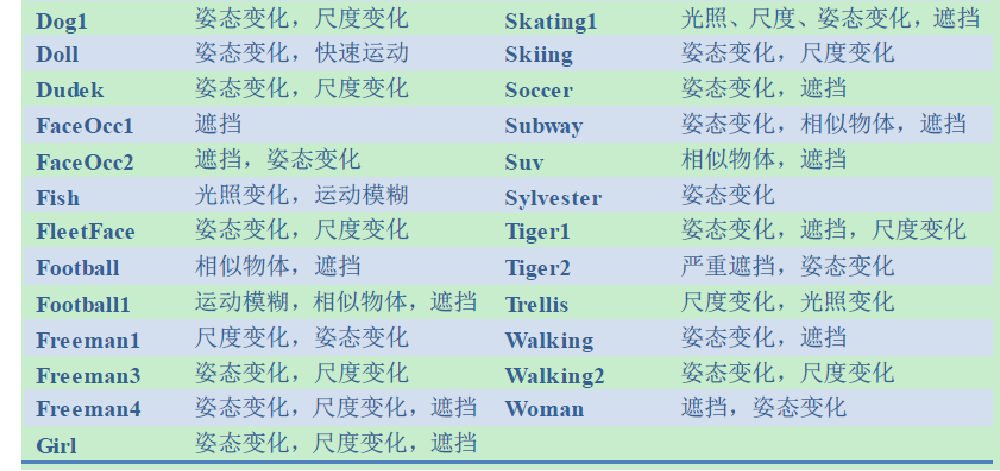 Dog1 姿态变化，尺度变化 Skating1 光照、尺度、姿态变化，遮挡
Doll 姿态变化，快速运动 Skiing 姿态变化，尺度变化
Dudek 姿态变化，尺度变化 Soccer 姿态变化，遮挡
FaceOcc1 遮挡 Subway 姿态变化，相似物体，遮挡
FaceOcc2 遮挡，姿态变化 Suv 相似物体，遮挡
Fish 光照变化，运动模糊 Sylvester 姿态变化
FleetFace 姿态变化，尺度变化 Tiger1 姿态变化，遮挡，尺度变化
Football 相似物体，遮挡 Tiger2 严重遮挡，姿态变化
Football1 运动模糊，相似物体，遮挡 Trellis 尺度变化，光照变化
Freeman1 尺度变化，姿态变化 Walking 姿态变化，遮挡
Freeman3 姿态变化，尺度变化 Walking2 姿态变化，尺度变化
Freeman4 姿态变化，尺度变化，遮挡 Woman 遮挡，姿态变化
Girl 姿态变化，尺度变化，遮挡